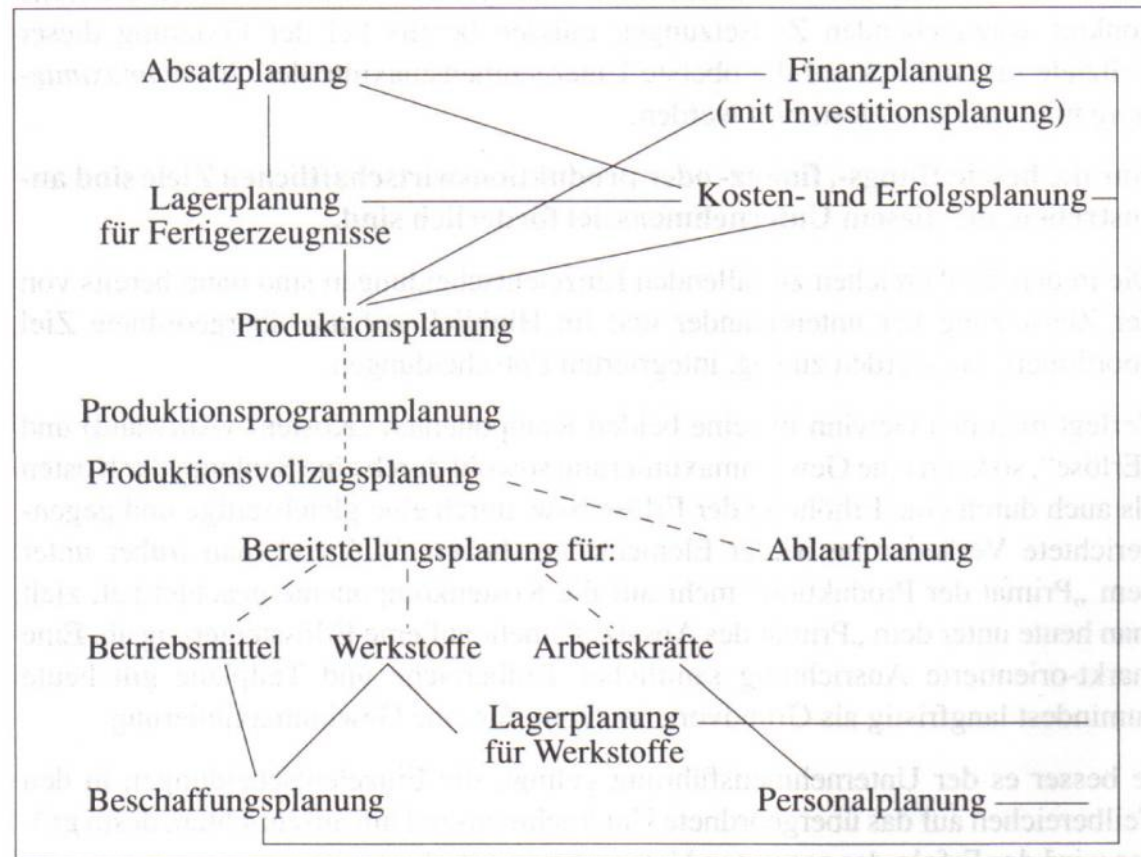 Absatzplanung
Finanzplanung
(mit Investitionsplanung)
Lagerplanung
für Fertigerzeugnisse
Kosten- und Erfolgsplanung
Produktionsplanung
Produktionsprogrammplanung
Produktionsvollzugsplanung
Bereitstellungsplanung für:
Ablaufplanung
Betriebsmittel
Werkstoffe
Arbeitskräfte
Lagerplanung
für Werkstoffe
Beschaffungsplanung
Personalplanung